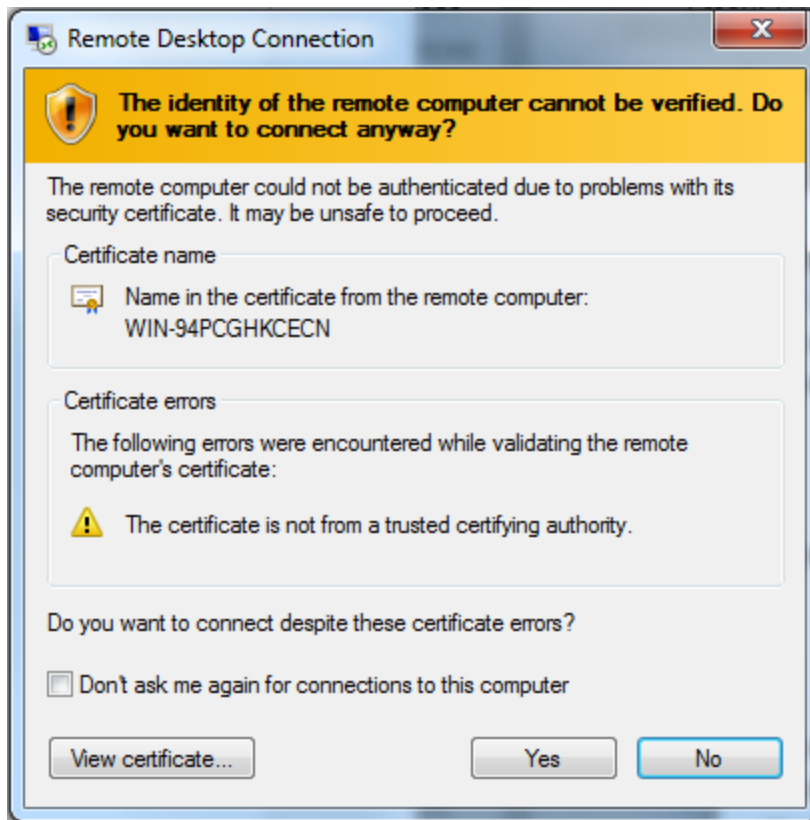 Remote Desktop Connection
The identity of the remote computer cannot be verified. Do
you want to connect anyway?
The remote computer could not be authenticated due to problems with its
security certificate. It may be unsafe to proceed.
Certificate name
Name in the certificate from the remote computer:
WIN-94PCGHKCECN
Certificate errors
The following errors were encountered while validating the remote
computer's certificate:
The certificate is not from a trusted certifying authority.
Do you want to connect despite these certificate errors?
Don't ask me again for connections to this computer
View certificate... Yes No